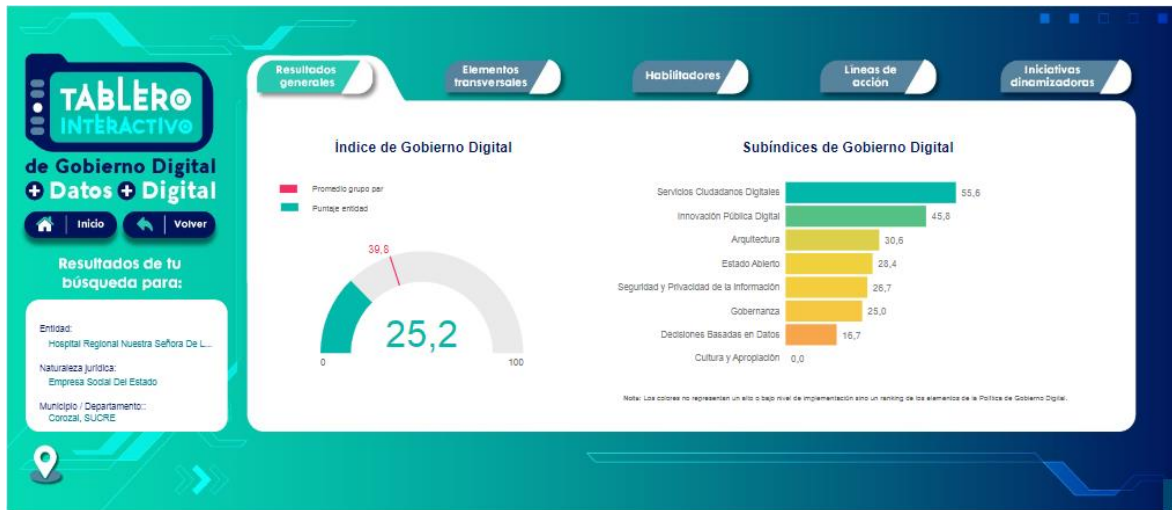 TABLERO
INTERACTIVO
de Gobierno Digital
+ Datos + Digital
Inicio
Volver
Resultados de tu
búsqueda para:
Entidad:
Hospital Regional Nuestra Señora De L...
Naturaleza jurídica:
Empresa Social Del Estado
Municipio / Departamento::
Corozal, SUCRE
Resultados
generales
Elementos
transversales
Habilitadores
Líneas de
acción
Iniciativas
dinamizadoras
Índice de Gobierno Digital
Promedio grupo par
Puntaje entidad
39,8
25,2
0
100
Subíndices de Gobierno Digital
Servicios Ciudadanos Digitales 55,6
Innovación Pública Digital 45,8
Arquitectura 30,6
Estado Abierto 28,4
Seguridad y Privacidad de la Información 26,7
Gobernanza 25,0
Decisiones Basadas en Datos 16,7
Cultura y Apropiación 0,0
Nota: Los colores no representan un alto o bajo nivel de implementación sino un ranking de los elementos de la Política de Gobierno Digital.